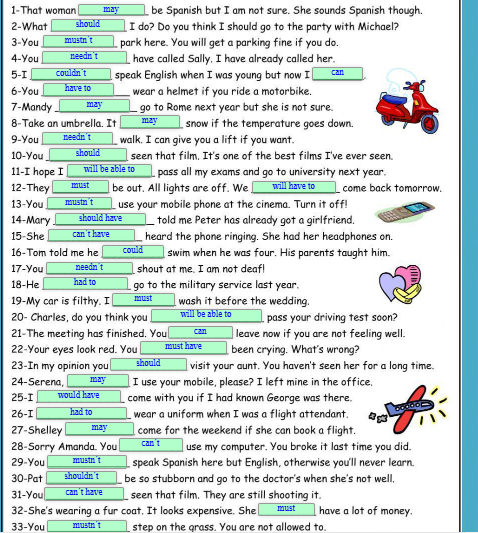 1-That woman may be Spanish but I am not sure. She sounds Spanish though.
2-What should I do? Do you think I should go to the party with Michael?
3-You mustn´t park here. You will get a parking fine if you do.
4-You needn´t have called Sally. I have already called her.
5-I couldn´t speak English when I was young but now I can.
6-You have to wear a helmet if you ride a motorbike.
7-Mandy may go to Rome next year but she is not sure.
8-Take an umbrella. It may snow if the temperature goes down.
9-You needn´t walk. I can give you a lift if you want.
10-You should seen that film. It's one of the best films I've ever seen.
11-I hope I will be able to pass all my exams and go to university next year.
12-They must be out. All lights are off. We will have to come back tomorrow.
13-You mustn´t use your mobile phone at the cinema. Turn it off!
14-Mary should have told me Peter has already got a girlfriend.
15-She can´t have heard the phone ringing. She had her headphones on.
16-Tom told me he could swim when he was four. His parents taught him.
17-You needn´t shout at me. I am not deaf!
18-He had to go to the military service last year.
19-My car is filthy. I must wash it before the wedding.
20- Charles, do you think you will be able to pass your driving test soon?
21-The meeting has finished. You can leave now if you are not feeling well.
22-Your eyes look red. You must have been crying. What's wrong?
23-In my opinion you should visit your aunt. You haven't seen her for a long time.
24-Serena, may I use your mobile, please? I left mine in the office.
25-I would have come with you if I had known George was there.
26-I had to wear a uniform when I was a flight attendant.
27-Shelley may come for the weekend if she can book a flight.
28-Sorry Amanda. You can´t use my computer. You broke it last time you did.
29-You mustn´t speak Spanish here but English, otherwise you'll never learn.
30-Pat shouldn´t be so stubborn and go to the doctor's when she's not well.
31-You can´t have seen that film. They are still shooting it.
32-She's wearing a fur coat. It looks expensive. She must have a lot of money.
33-You mustn´t step on the grass. You are not allowed to.